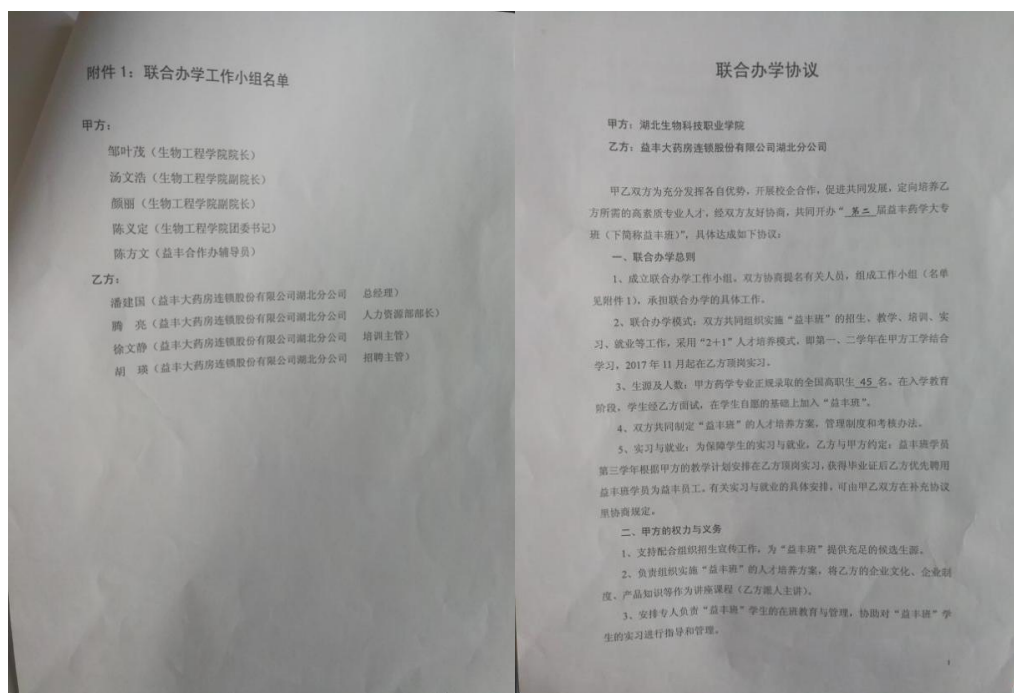 附件1：联合办学工作小组名单
甲方：
邹叶茂（生物工程学院院长）
汤文浩（生物工程学院副院长）
颜丽（生物工程学院副院长）
陈义定（生物工程学院团委书记）
陈方文（益丰合作办辅导员）
乙方：
潘建国（益丰大药房连锁股份有限公司湖北分公司 总经理）
腾 亮（益丰大药房连锁股份有限公司湖北分公司 人力资源部部长）
徐文静（益丰大药房连锁股份有限公司湖北分公司 培训主管）
胡 瑛（益丰大药房连锁股份有限公司湖北分公司 招聘主管）
联合办学协议
甲方：湖北生物科技职业学院
乙方：益丰大药房连锁股份有限公司湖北分公司
甲乙双方为充分发挥各自优势，开展校企合作，促进共同发展，定向培养乙
方所需的高素质专业人才，经双方友好协商，共同开办“ 第二 届益丰药学大专
班（下简称益丰班）”，具体达成如下协议：
一、联合办学总则
1、成立联合办学工作小组。双方协商提名有关人员，组成工作小组（名单
见附件1），承担联合办学的具体工作。
2、联合办学模式：双方共同组织实施“益丰班”的招生、教学、培训、实
习、就业等工作，采用“2+1”人才培养模式，即第一、二学年在甲方工学结合
学习，2017年11月起在乙方顶岗实习。
3、生源及人数：甲方药学专业正规录取的全国高职生 45 名。在入学教育
阶段，学生经乙方面试，在学生自愿的基础上加入“益丰班”。
4、双方共同制定“益丰班”的人才培养方案，管理制度和考核办法。
5、实习与就业：为保障学生的实习与就业，乙方与甲方约定：益丰班学员
第三学年根据甲方的教学计划安排在乙方顶岗实习，获得毕业证后乙方优先聘用
益丰班学员为益丰员工。有关实习与就业的具体安排，可由甲乙双方在补充协议
里协商规定。
二、甲方的权力与义务
1、支持配合组织招生宣传工作，为“益丰班”提供充足的候选生源。
2、负责组织实施“益丰班”的人才培养方案，将乙方的企业文化、企业制
度、产品知识等作为讲座课程（乙方派人主讲）。
3、安排专人负责“益丰班”学生的在班教育与管理，协助对“益丰班”学
生的实习进行指导和管理。
1